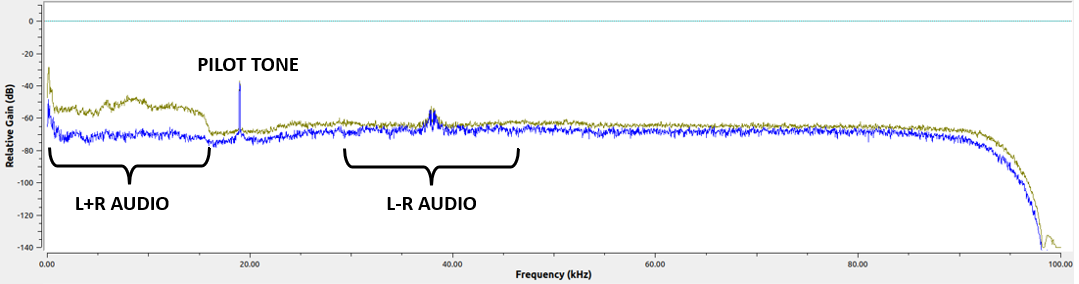 0
-20
PILOT TONE
-40
-60
-80
-100
L+R AUDIO
L-R AUDIO
-120
-140
Relative Gain (dB)
0.00 20.00 40.00 60.00 80.00 100.00
Frequency (kHz)